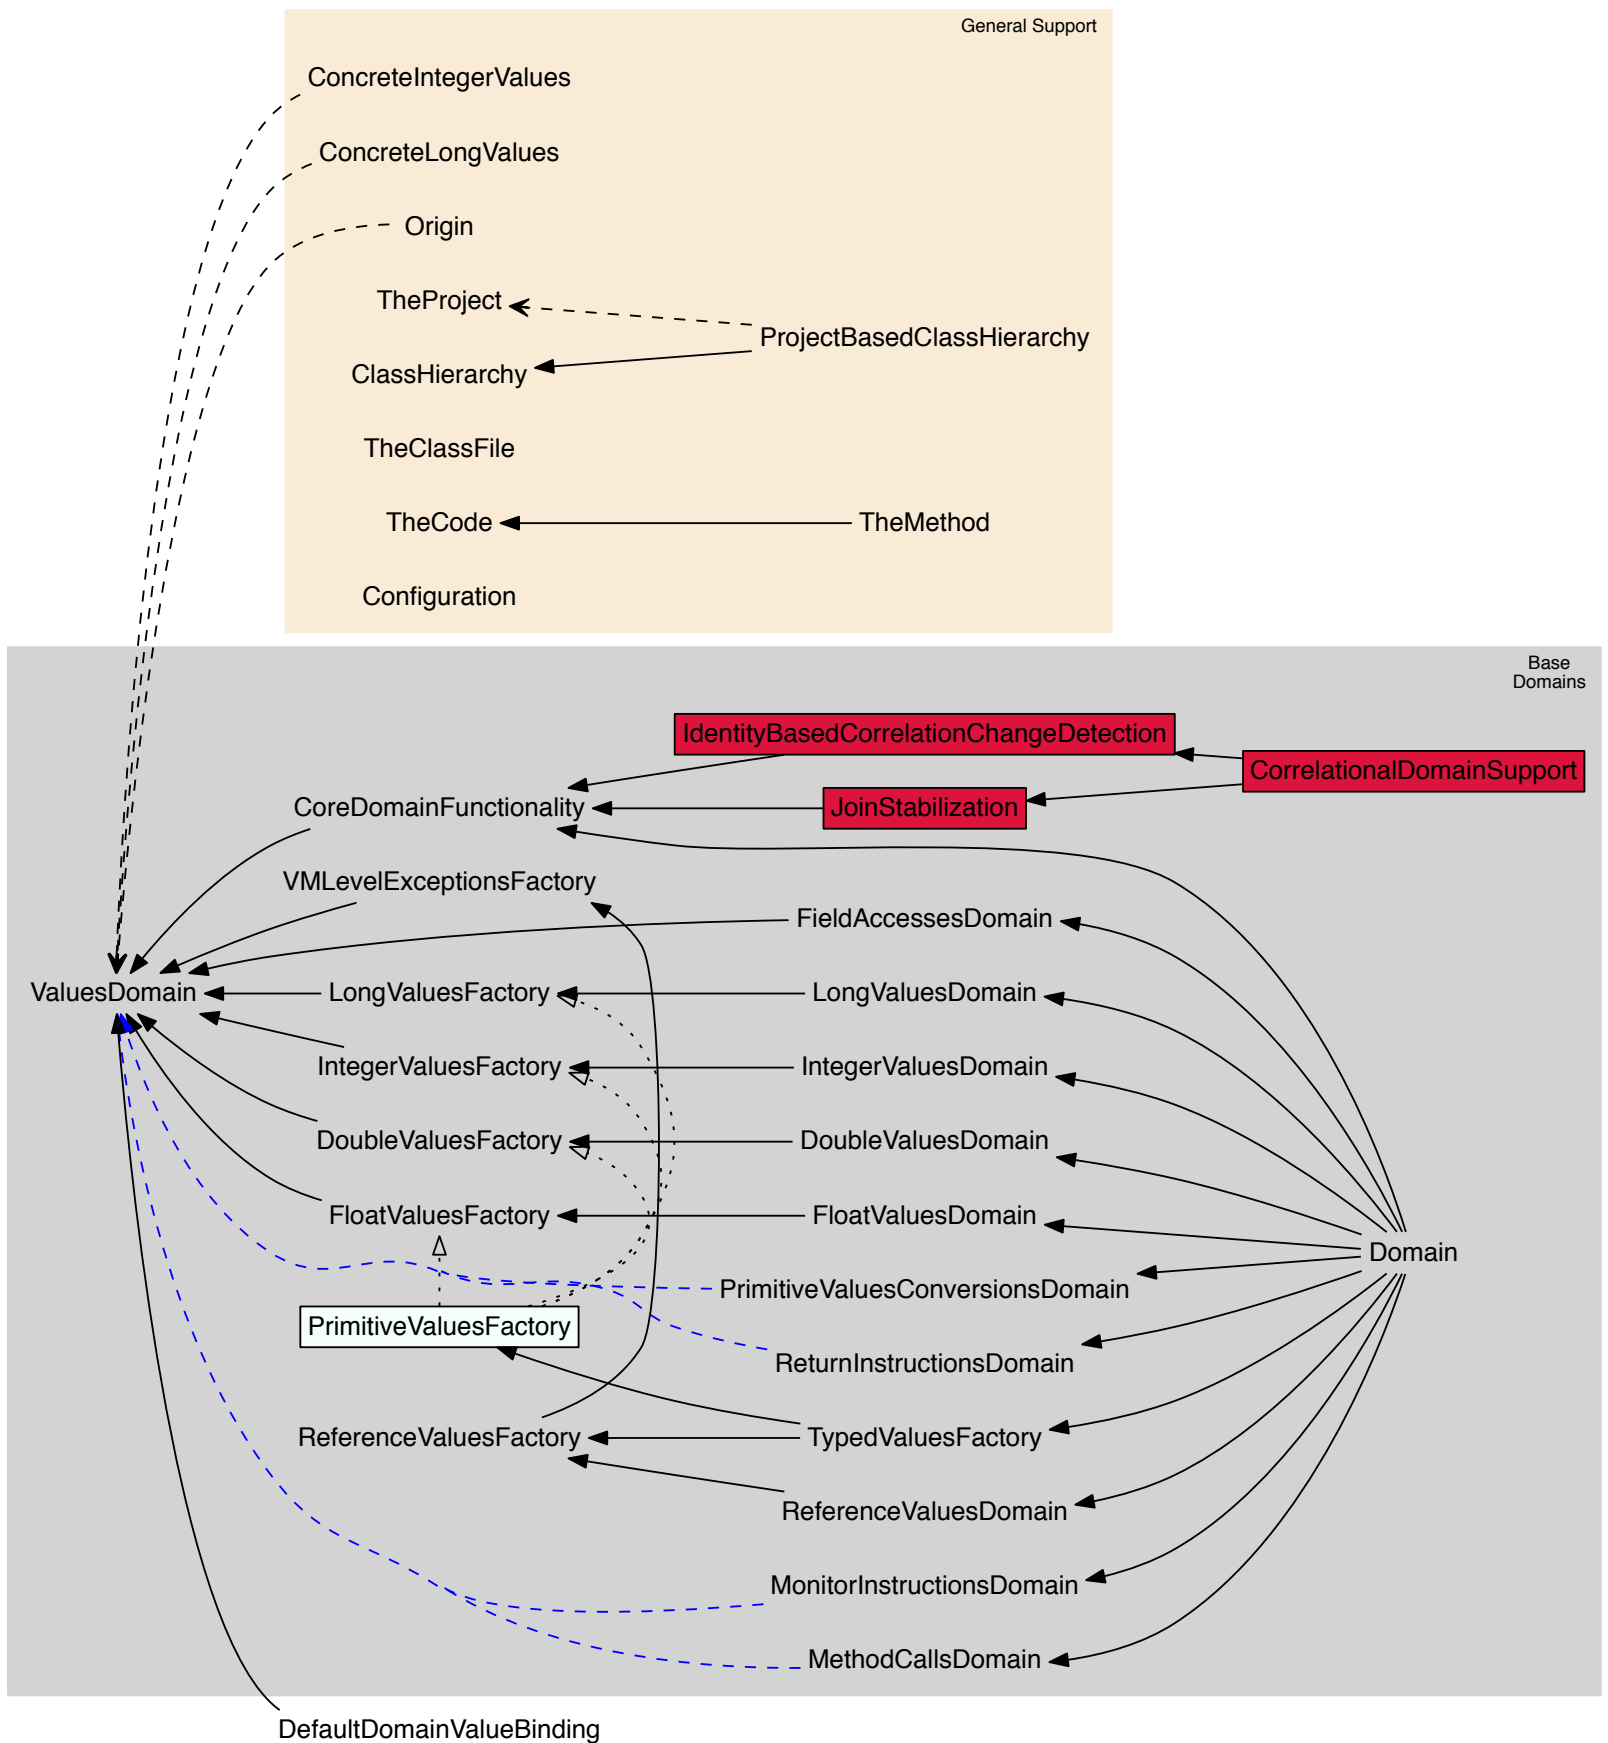 General Support
ConcreteIntegerValues
ConcreteLongValues
Origin
TheProject
ProjectBasedClassHierarchy
ClassHierarchy
TheClassFile
TheCode
TheMethod
Configuration
Base
Domains
IdentityBasedCorrelationChangeDetection
CorrelationalDomainSupport
CoreDomainFunctionality
JoinStabilization
VMLevelExceptionsFactory
FieldAccessesDomain
ValuesDomain
LongValuesFactory
LongValuesDomain
IntegerValuesFactory
IntegerValuesDomain
DoubleValuesFactory
DoubleValuesDomain
FloatValuesFactory
FloatValuesDomain
Domain
PrimitiveValuesConversionsDomain
PrimitiveValuesFactory
ReturnInstructionsDomain
ReferenceValuesFactory
TypedValuesFactory
ReferenceValuesDomain
MonitorInstructionsDomain
MethodCallsDomain
DefaultDomainValueBinding